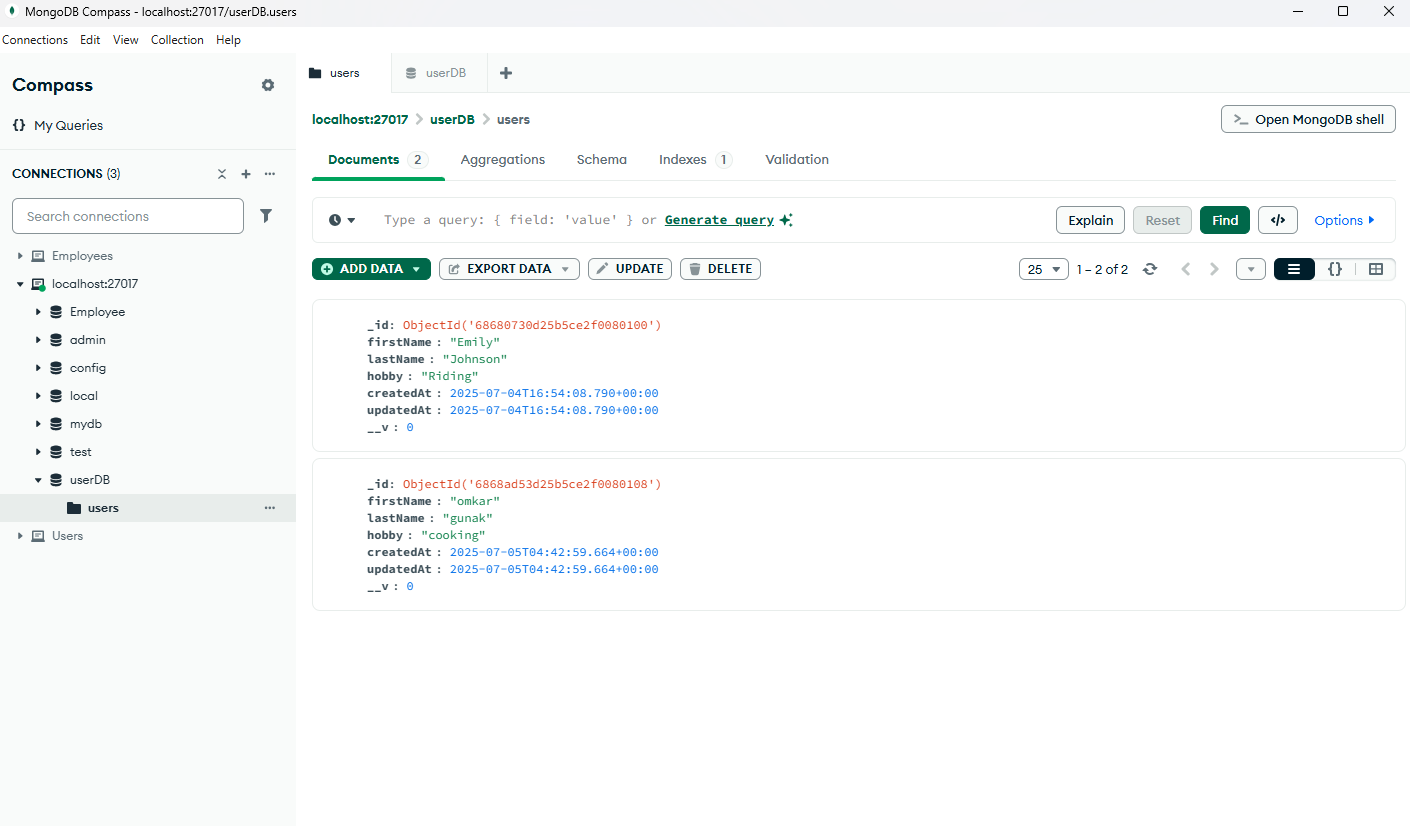 MongoDB Compass - localhost:27017/userDB.users
Connections Edit View Collection Help
Compass
{} My Queries
CONNECTIONS (3)
Search connections
Employees
localhost:27017
Employee
admin
config
local
mydb
test
userDB
users
Users
users userDB
localhost:27017 > userDB > users
>_ Open MongoDB shell
Documents 2 Aggregations Schema Indexes 1 Validation
Type a query: { field: 'value' } or Generate query
Explain Reset Find </> Options
ADD DATA EXPORT DATA UPDATE DELETE
25 1 – 2 of 2 {}
_id: ObjectId('68680730d25b5ce2f0080100')
firstName : "Emily"
lastName : "Johnson"
hobby : "Riding"
createdAt : 2025-07-04T16:54:08.790+00:00
updatedAt : 2025-07-04T16:54:08.790+00:00
__v : 0
_id: ObjectId('6868ad53d25b5ce2f0080108')
firstName : "omkar"
lastName : "gunak"
hobby : "cooking"
createdAt : 2025-07-05T04:42:59.664+00:00
updatedAt : 2025-07-05T04:42:59.664+00:00
__v : 0